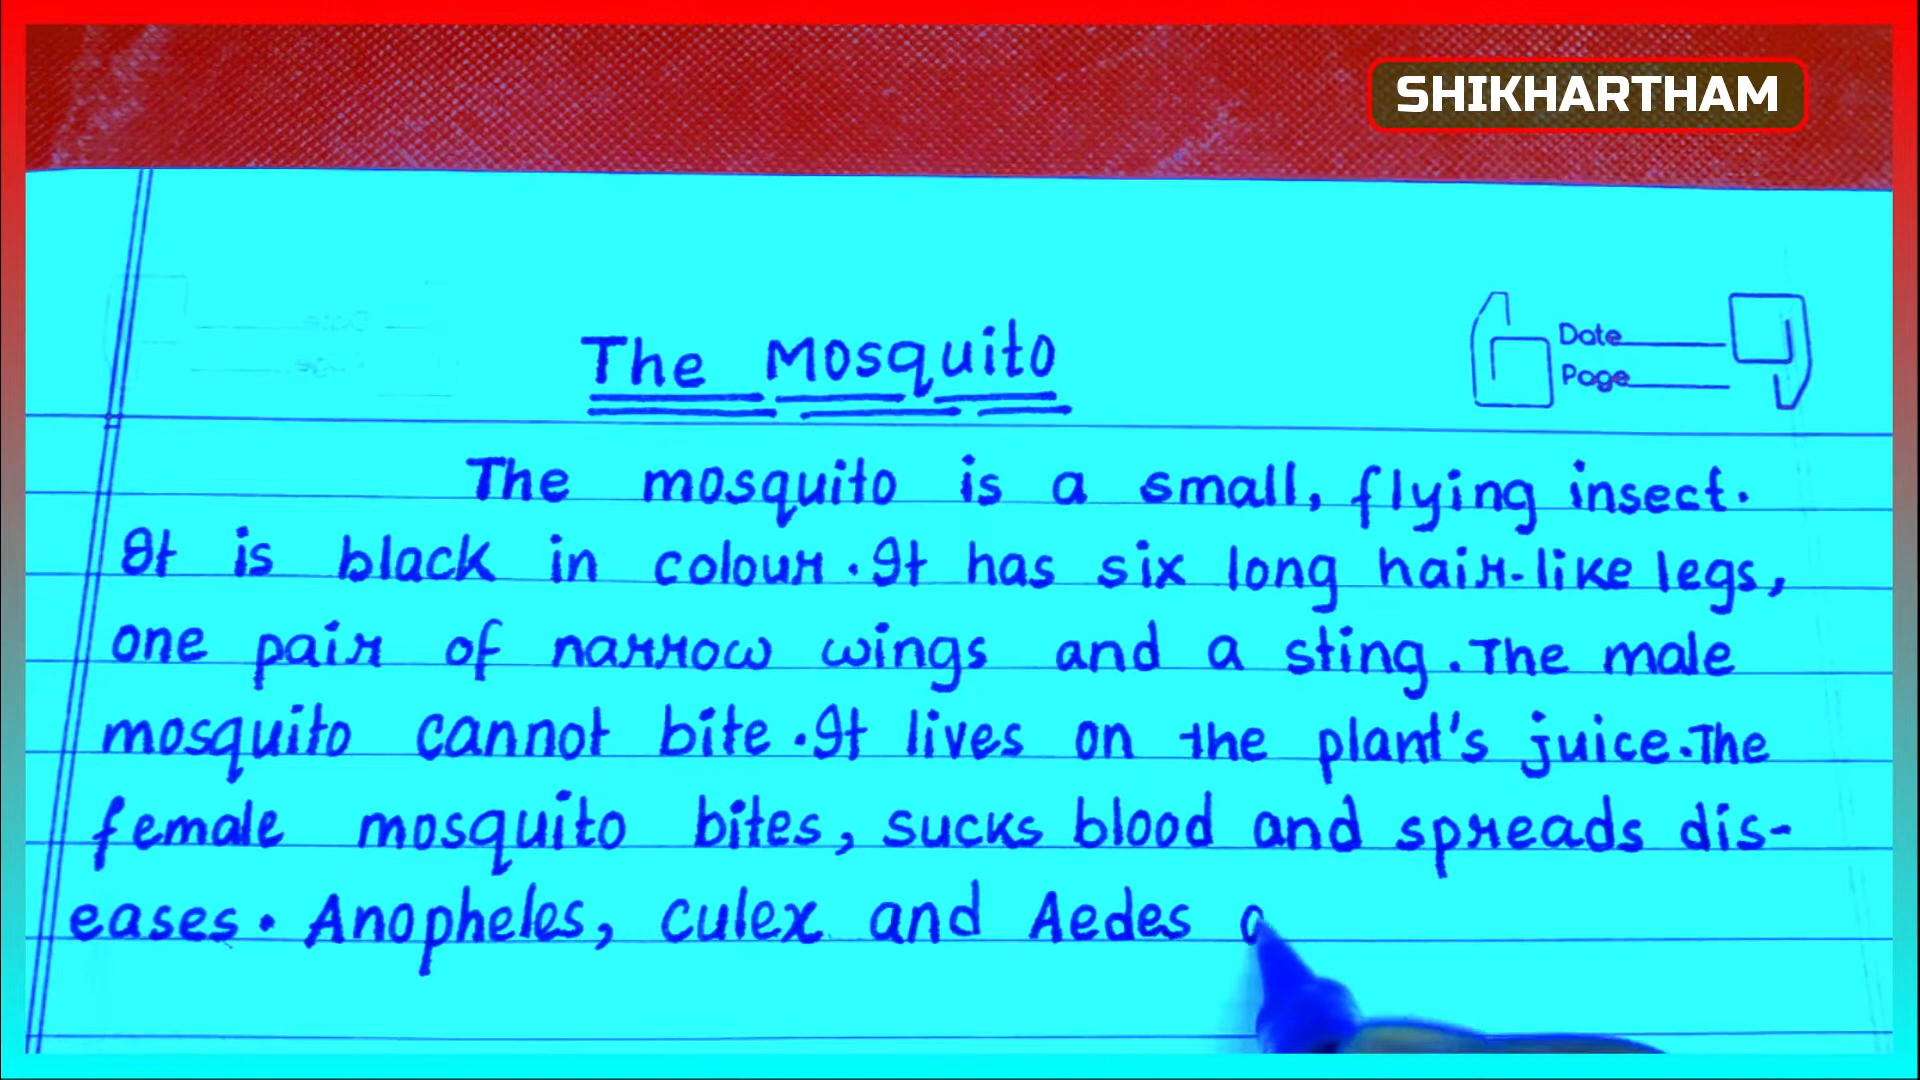 SHIKHARTHAM
Date
Page
The Mosquito
The mosquito is a small, flying insect.
It is black in colour. It has six long hair-like legs,
one pair of narrow wings and a sting. The male
mosquito cannot bite. It lives on the plant's juice. The
female mosquito bites, sucks blood and spreads dis-
eases. Anopheles, culex and Aedes a